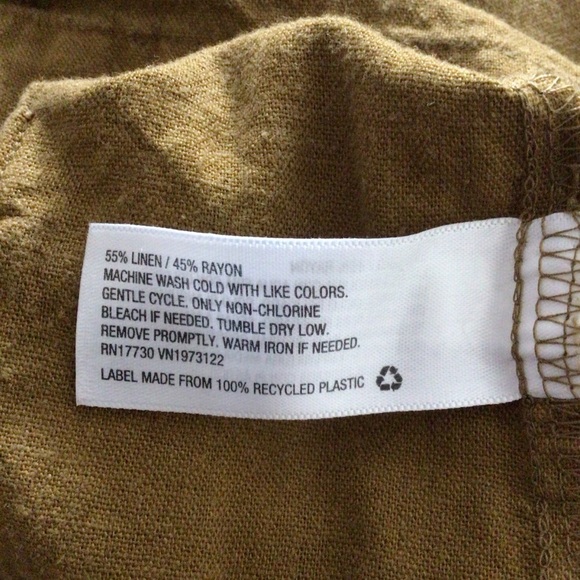 55% LINEN / 45% RAYON
MACHINE WASH COLD WITH LIKE COLORS.
GENTLE CYCLE. ONLY NON-CHLORINE
BLEACH IF NEEDED. TUMBLE DRY LOW.
REMOVE PROMPTLY. WARM IRON IF NEEDED.
RN17730 VN1973122
LABEL MADE FROM 100% RECYCLED PLASTIC